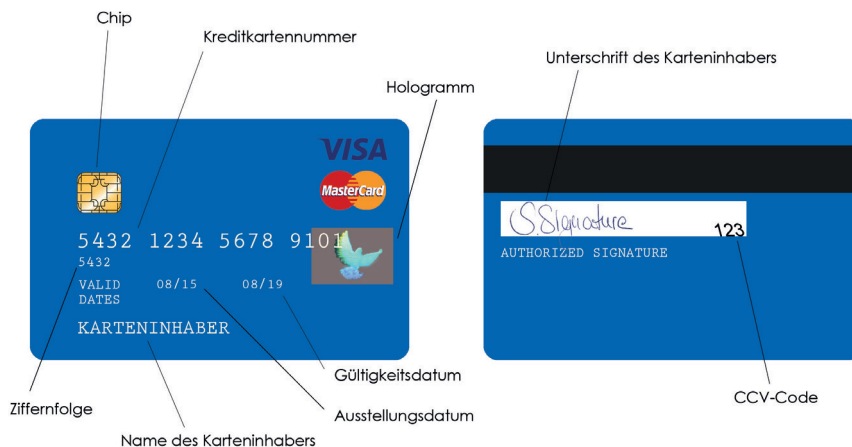 Chip
Kreditkartennummer
Hologramm
VISA
MasterCard
5432 1234 5678 9101
5432
VALID DATES 08/15 08/19
KARTENINHABER
Gültigkeitsdatum
Ziffernfolge
Ausstellungsdatum
Name des Karteninhabers
Unterschrift des Karteninhabers
S.Signature
123
AUTHORIZED SIGNATURE
CCV-Code